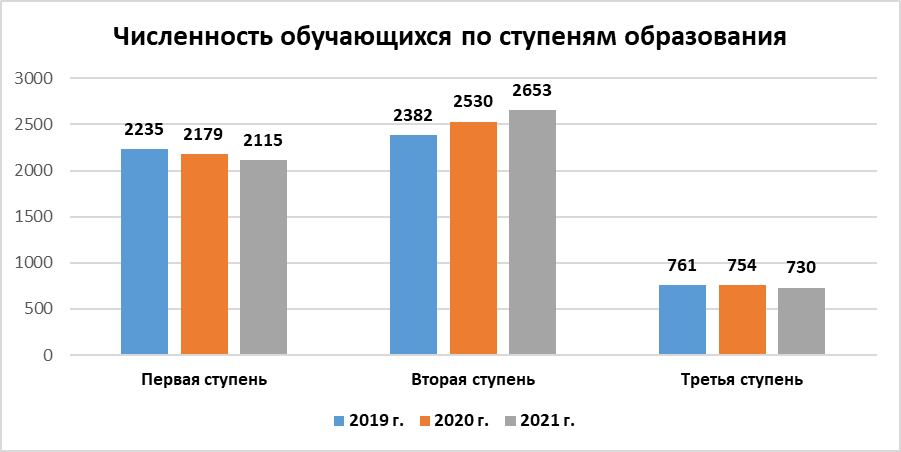 Численность обучающихся по ступеням образования
3000
2500
2000
1500
1000
500
0
2235
2179
2115
2382
2530
2653
761
754
730
Первая ступень
Вторая ступень
Третья ступень
2019 г.
2020 г.
2021 г.